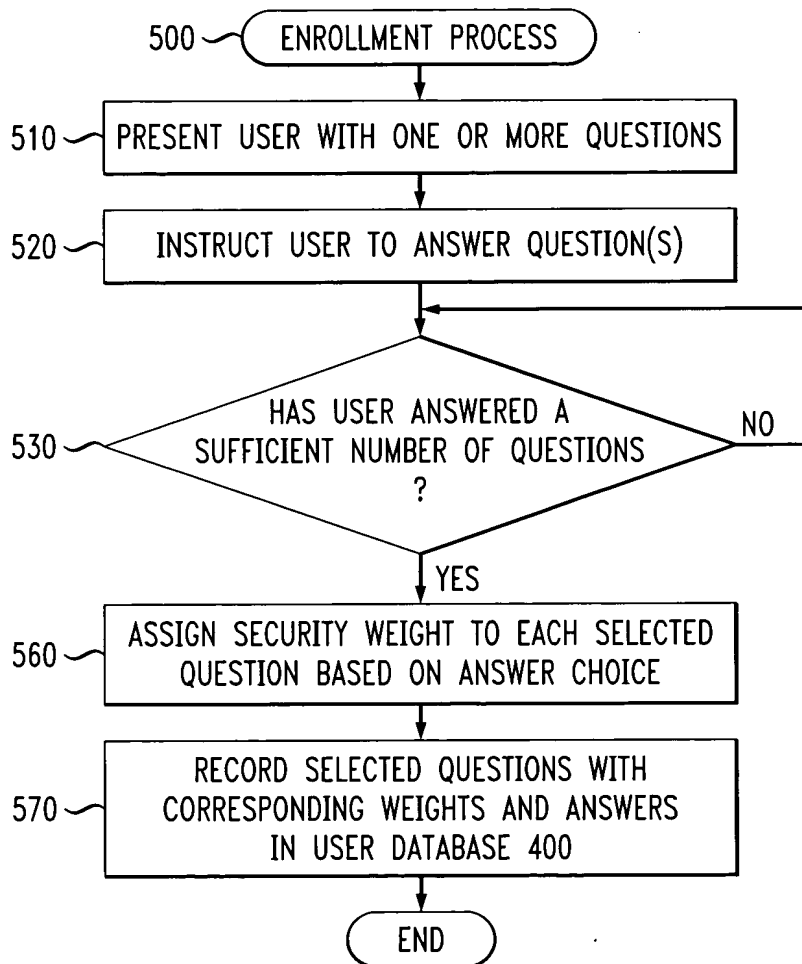 500
ENROLLMENT PROCESS
510
PRESENT USER WITH ONE OR MORE QUESTIONS
520
INSTRUCT USER TO ANSWER QUESTION(S)
530
HAS USER ANSWERED A
SUFFICIENT NUMBER OF QUESTIONS
?
NO
YES
560
ASSIGN SECURITY WEIGHT TO EACH SELECTED
QUESTION BASED ON ANSWER CHOICE
570
RECORD SELECTED QUESTIONS WITH
CORRESPONDING WEIGHTS AND ANSWERS
IN USER DATABASE 400
END